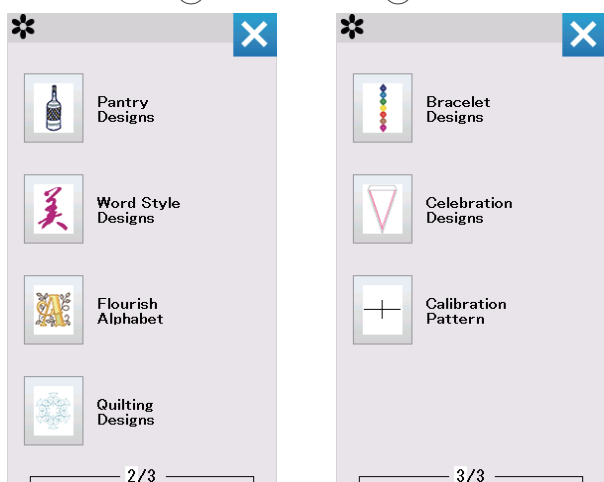 Pantry
Designs
Word Style
Designs
美
Flourish
Alphabet
A
Quilting
Designs
2/3
Bracelet
Designs
Celebration
Designs
Calibration
Pattern
3/3